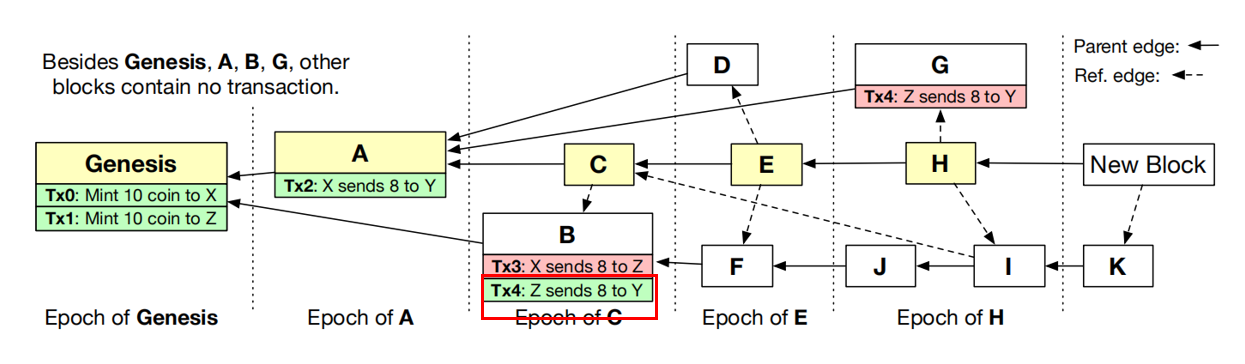 Besides Genesis, A, B, G, other
blocks contain no transaction.
Parent edge:
Ref. edge:
Genesis
Tx0: Mint 10 coin to X
Tx1: Mint 10 coin to Z
A
Tx2: X sends 8 to Y
C
B
Tx3: X sends 8 to Z
Tx4: Z sends 8 to Y
D
E
F
G
Tx4: Z sends 8 to Y
H
J
I
New Block
K
Epoch of Genesis
Epoch of A
Epoch of C
Epoch of E
Epoch of H